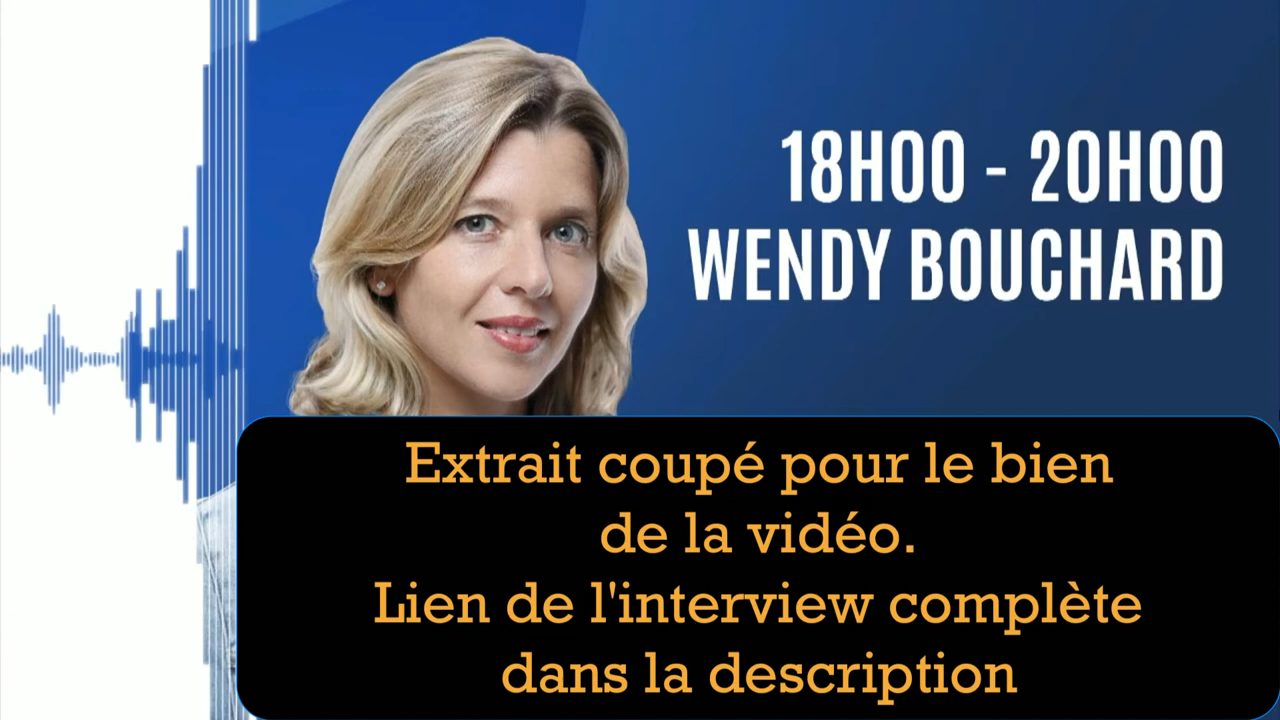 18H00 - 20H00
WENDY BOUCHARD
Extrait coupé pour le bien
de la vidéo.
Lien de l'interview complète
dans la description